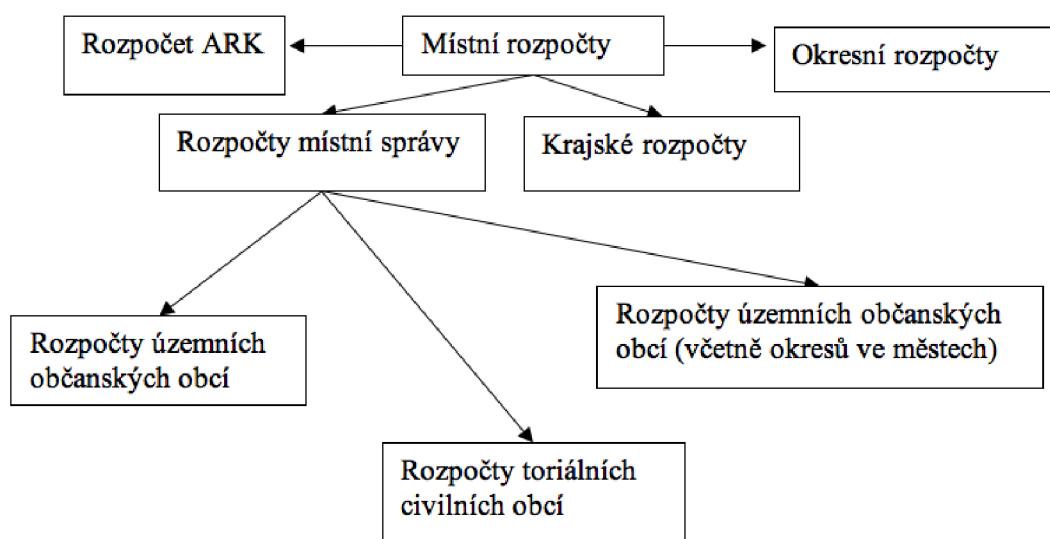 Rozpočet ARK
Místní rozpočty
Okresní rozpočty
Rozpočty místní správy
Krajské rozpočty
Rozpočty územních
občanských obcí
Rozpočty územních občanských
obcí (včetně okresů ve městech)
Rozpočty toriálních
civilních obcí